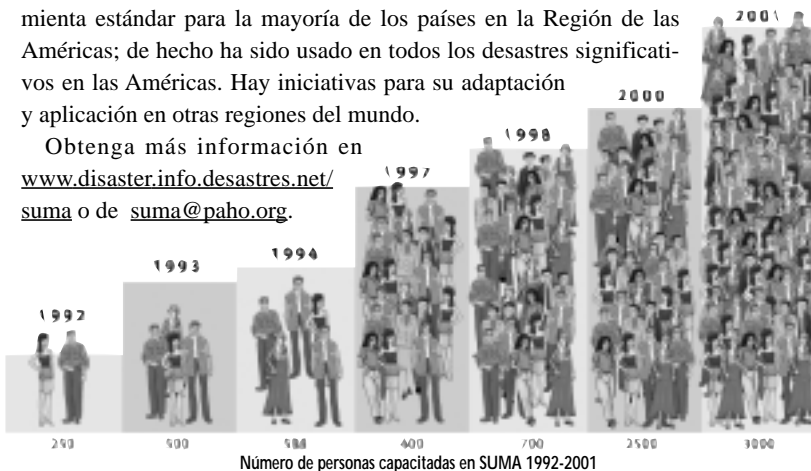 mienta estándar para la mayoría de los países en la Región de las
Américas; de hecho ha sido usado en todos los desastres significati-
vos en las Américas. Hay iniciativas para su adaptación
y aplicación en otras regiones del mundo.
Obtenga más información en
www.disaster.info.desastres.net/
suma o de suma@paho.org.
1992
1993
1994
1997
1998
2000
2001
700
2500
3000
Número de personas capacitadas en SUMA 1992-2001